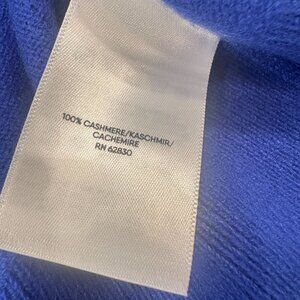 100% CASHMERE/KASCHMIR/
CACHEMIRE
RN 62830